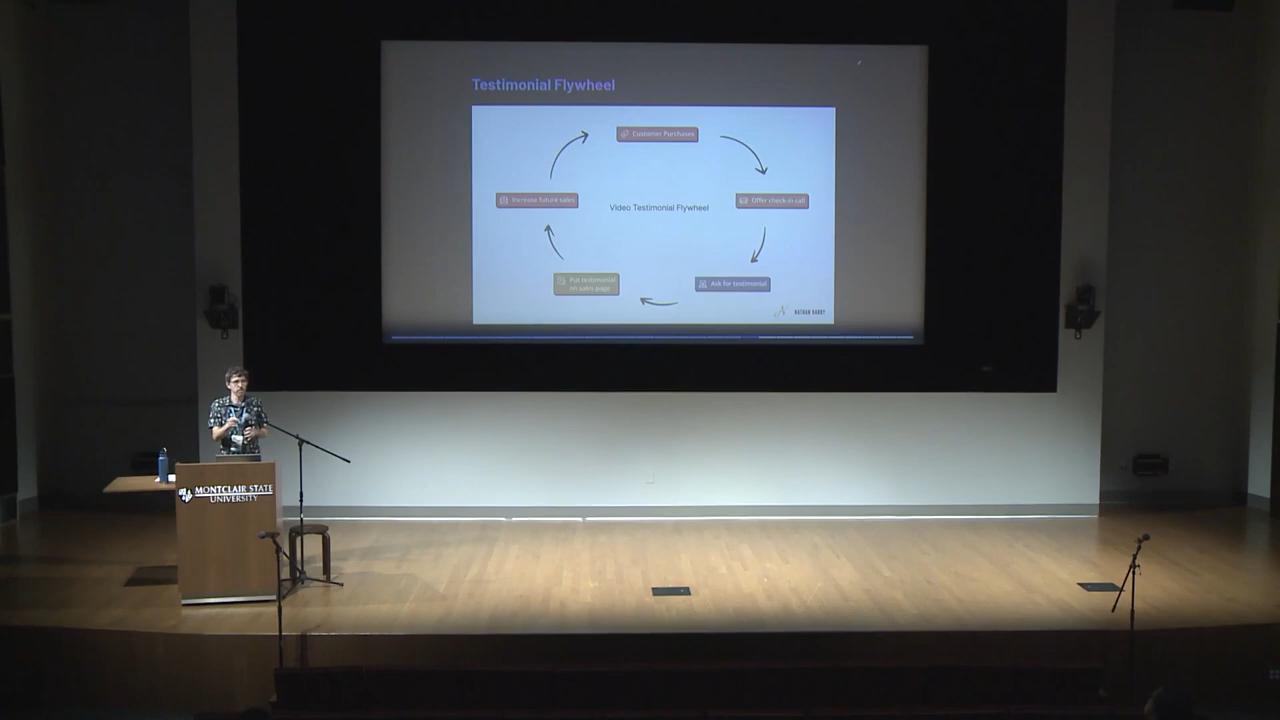 Testimonial Flywheel
Customer Purchases
Increase future sales
Offer check-in call
Video Testimonial Flywheel
Put testimonial
on sales page
Ask for testimonial
NATHAN BARRY
MONTCLAIR STATE
UNIVERSITY